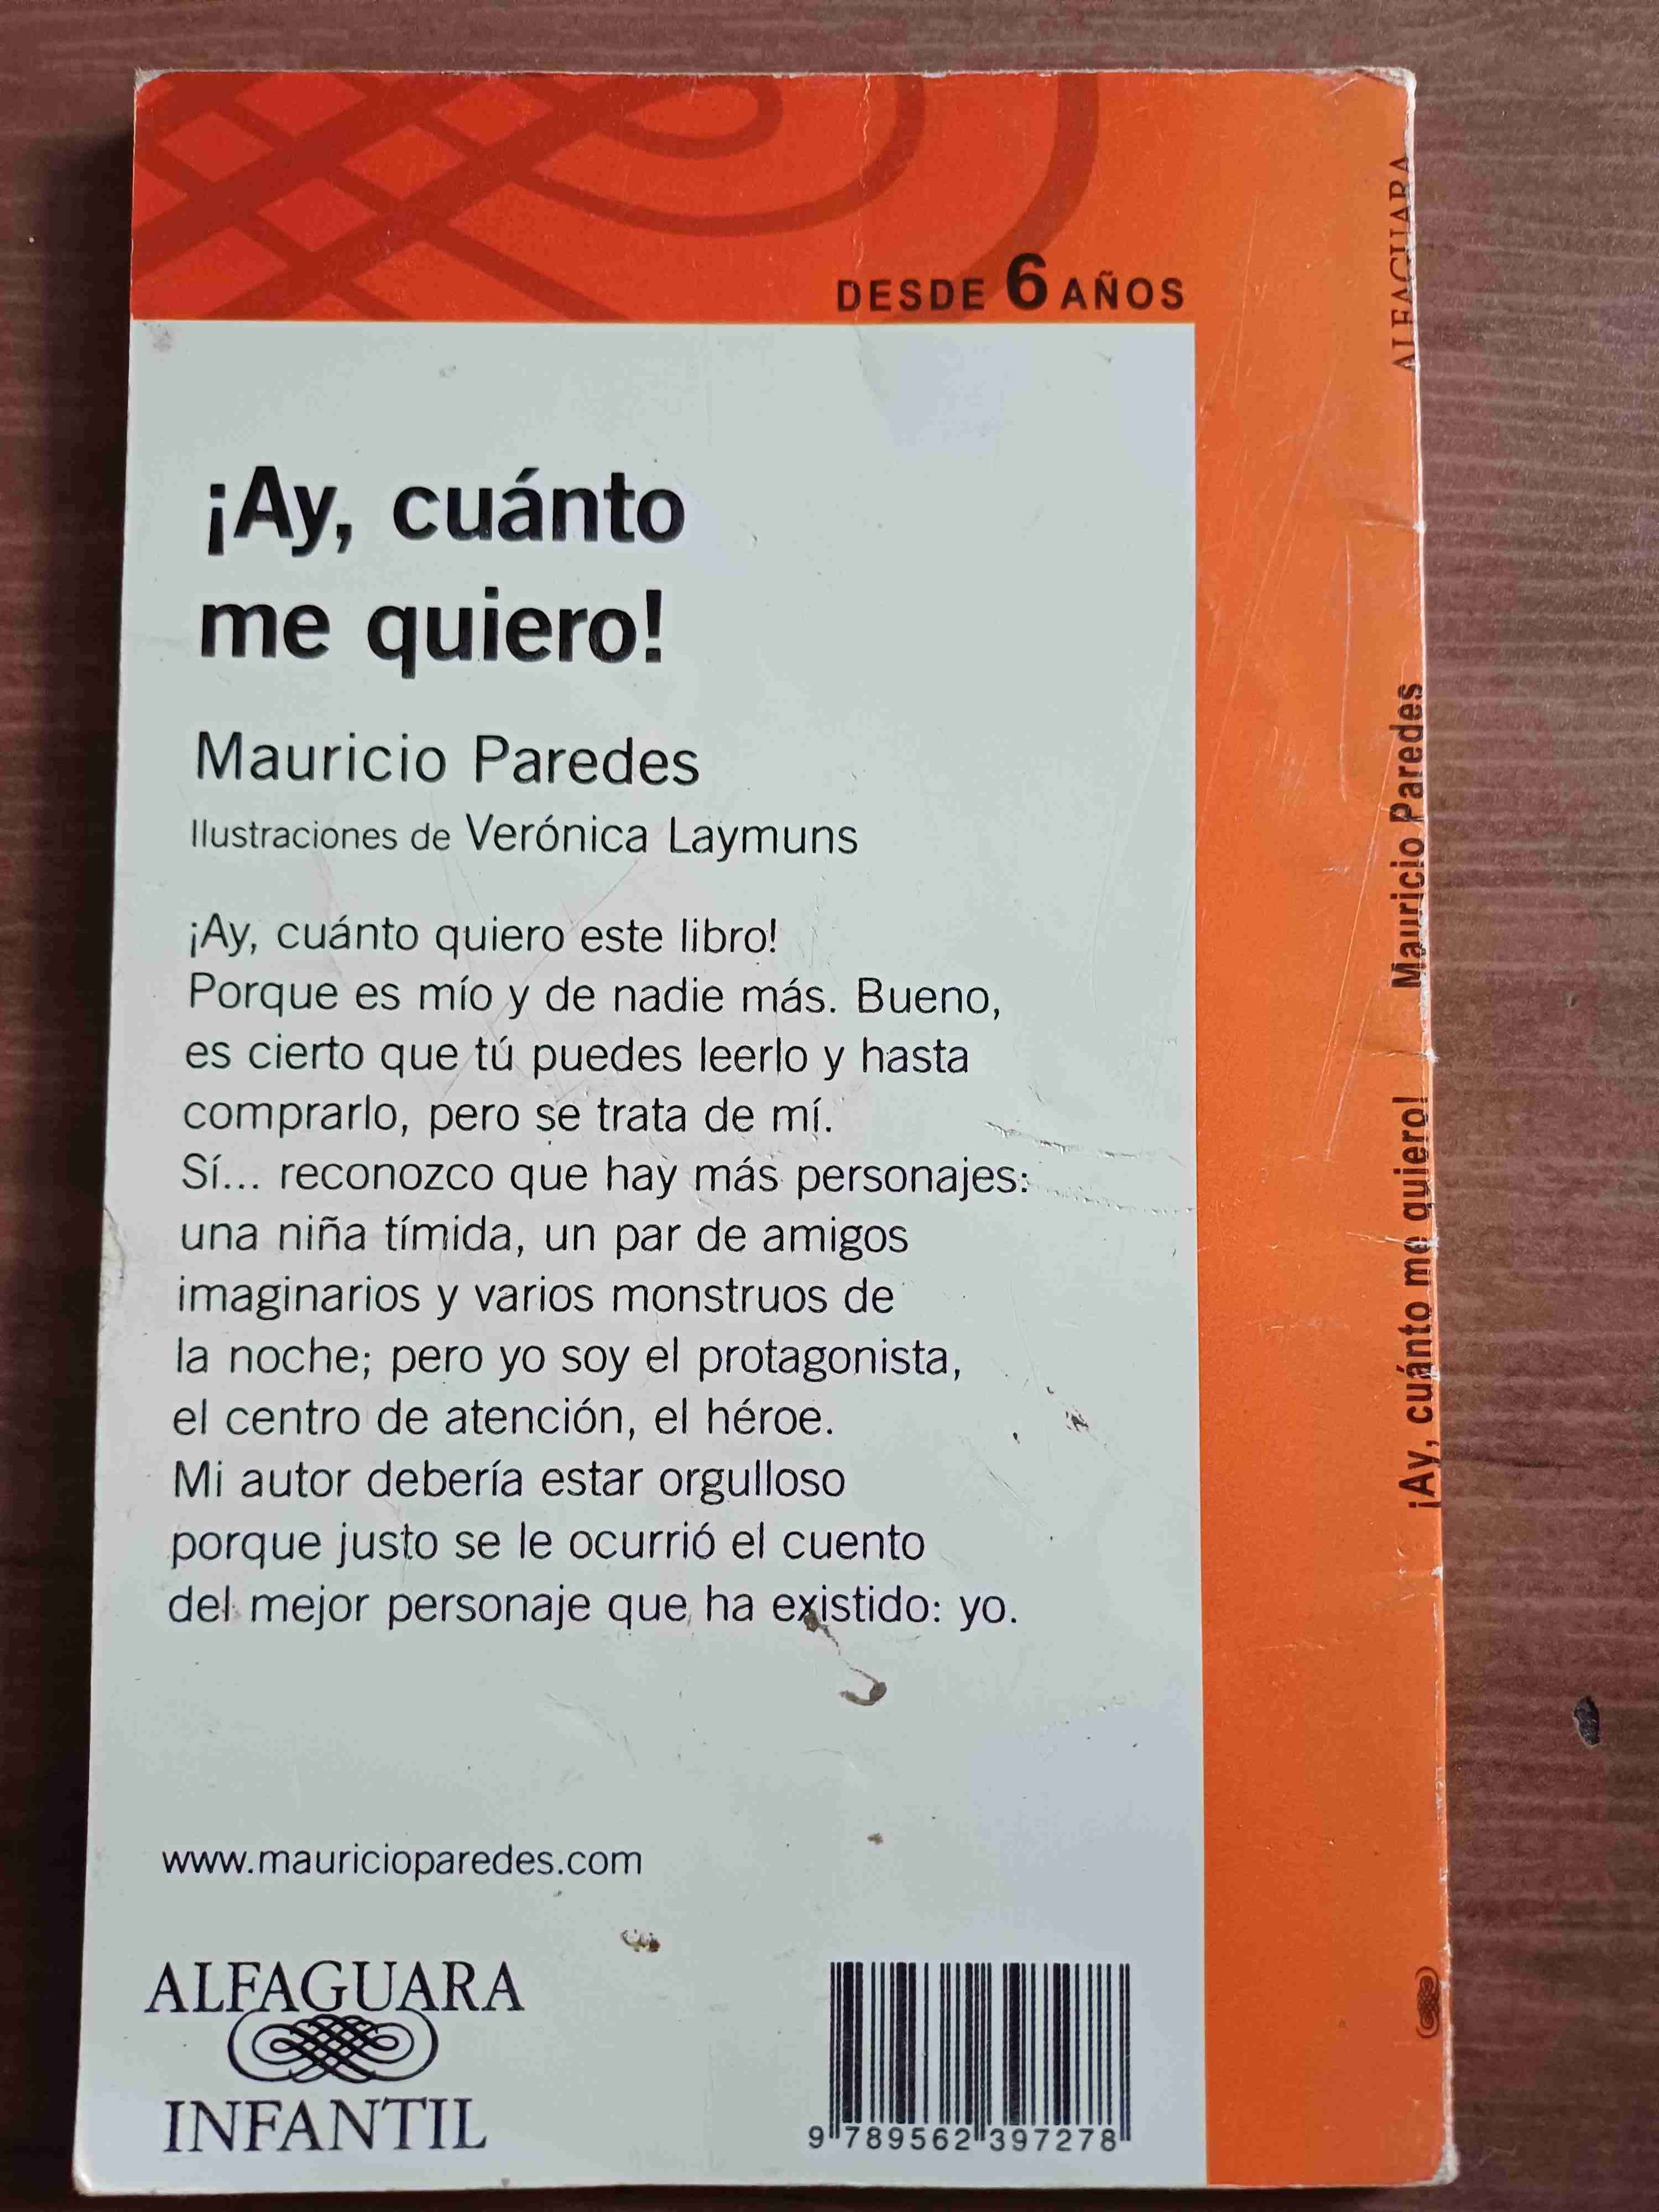 DESDE 6 AÑOS
¡Ay, cuánto
me quiero!
Mauricio Paredes
Ilustraciones de Verónica Laymuns
¡Ay, cuánto quiero este libro!
Porque es mío y de nadie más. Bueno,
es cierto que tú puedes leerlo y hasta
comprarlo, pero se trata de mí.
Sí... reconozco que hay más personajes:
una niña tímida, un par de amigos
imaginarios y varios monstruos de
la noche; pero yo soy el protagonista,
el centro de atención, el héroe.
Mi autor debería estar orgulloso
porque justo se le ocurrió el cuento
del mejor personaje que ha existido: yo.
www.mauricioparedes.com
ALFAGUARA
INFANTIL
9 789562 397278
¡Ay, cuánto me quiero! Mauricio Paredes ALFAGUARA